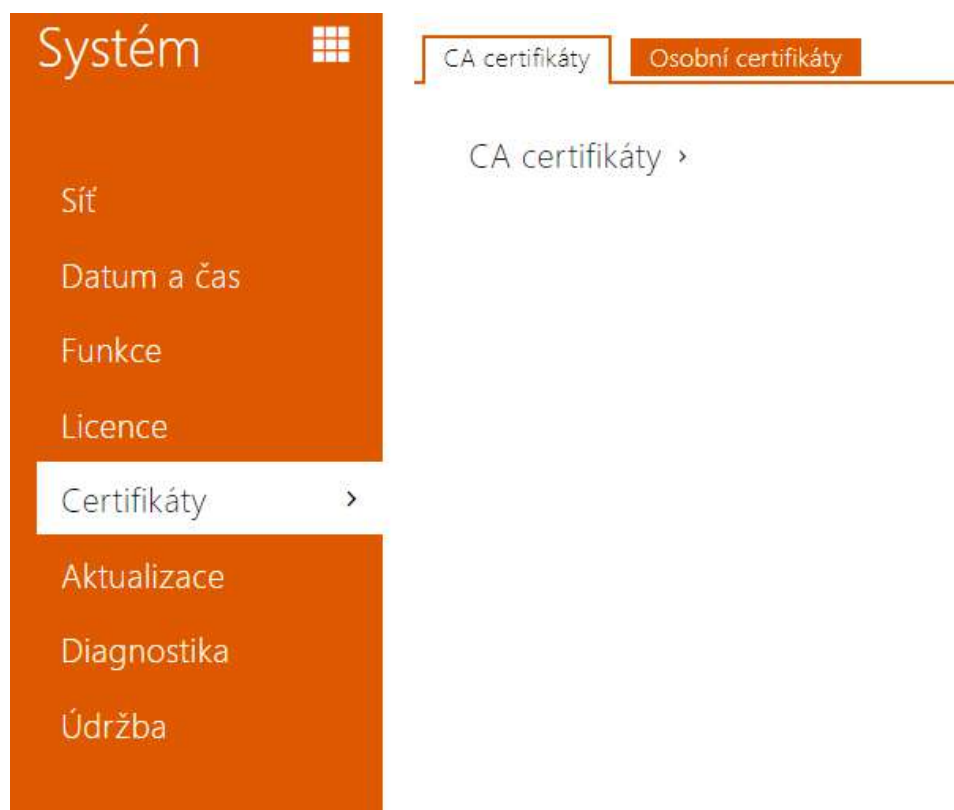 Systém
Síť
Datum a čas
Funkce
Licence
Certifikáty
Aktualizace
Diagnostika
Údržba
CA certifikáty
Osobní certifikáty
CA certifikáty